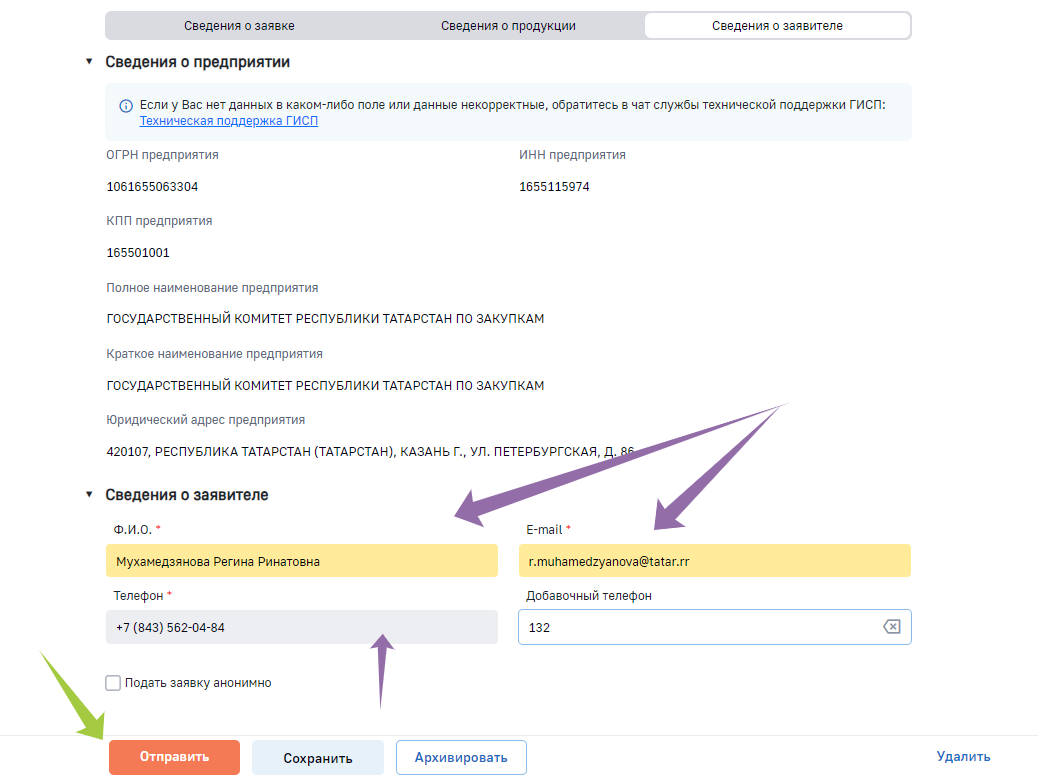 Сведения о заявке
Сведения о продукции
Сведения о заявителе
Сведения о предприятии
Если у Вас нет данных в каком-либо поле или данные некорректные, обратитесь в чат службы технической поддержки ГИСП:
Техническая поддержка ГИСП
ОГРН предприятия
ИНН предприятия
1061655063304
1655115974
КПП предприятия
165501001
Полное наименование предприятия
ГОСУДАРСТВЕННЫЙ КОМИТЕТ РЕСПУБЛИКИ ТАТАРСТАН ПО ЗАКУПКАМ
Краткое наименование предприятия
ГОСУДАРСТВЕННЫЙ КОМИТЕТ РЕСПУБЛИКИ ТАТАРСТАН ПО ЗАКУПКАМ
Юридический адрес предприятия
420107, РЕСПУБЛИКА ТАТАРСТАН (ТАТАРСТАН), КАЗАНЬ Г., УЛ. ПЕТЕРБУРГСКАЯ, Д. 86
Сведения о заявителе
Ф.И.О. *
E-mail *
Мухамедзянова Регина Ринатовна
r.muhamedzyanova@tatar.rr
Телефон *
Добавочный телефон
+7 (843) 562-04-84
132
Подать заявку анонимно
Отправить
Сохранить
Архивировать
Удалить